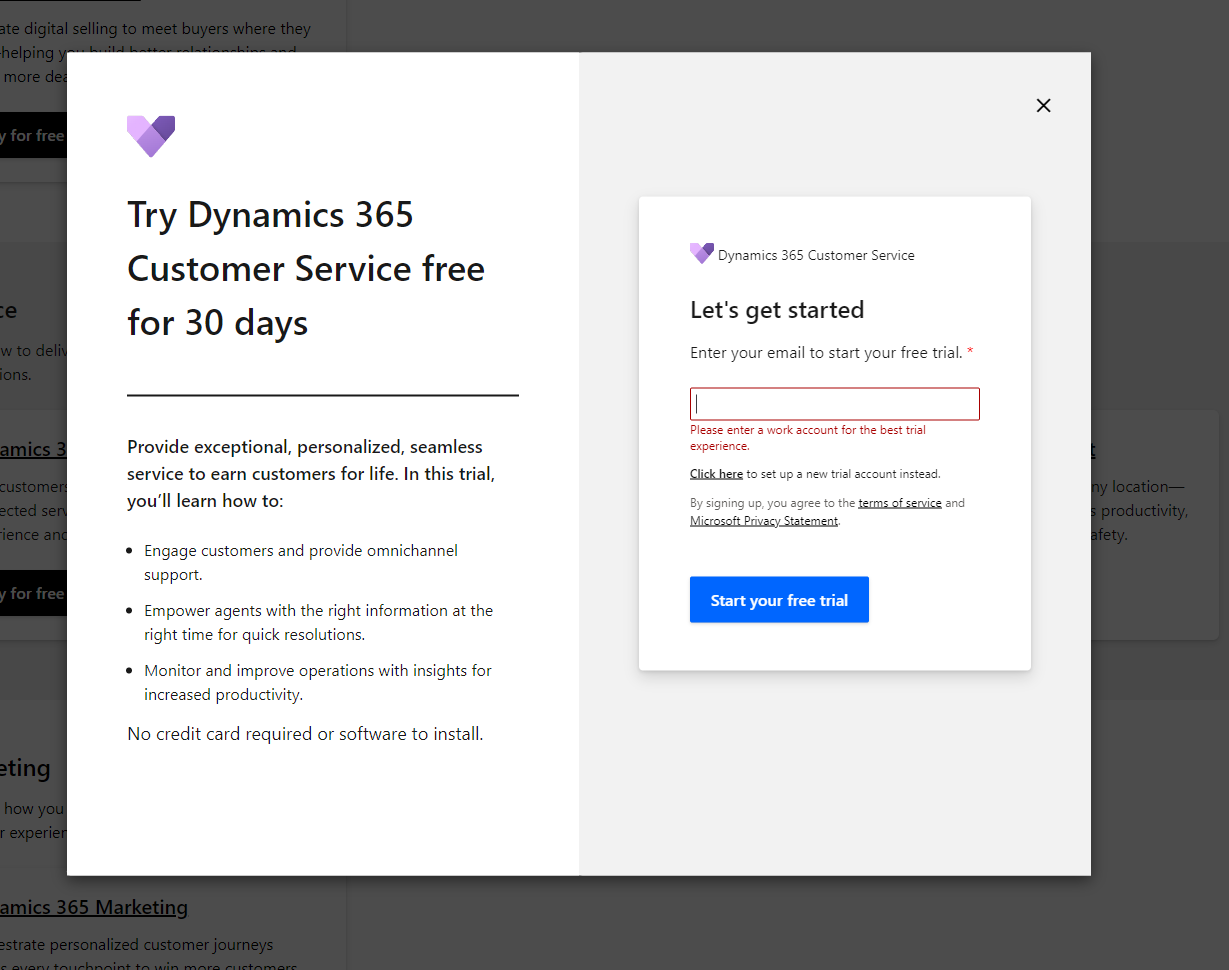 ate digital selling to meet buyers where they
more
y for free
Try Dynamics 365
Customer Service free
for 30 days
Provide exceptional, personalized, seamless
service to earn customers for life. In this trial,
you’ll learn how to:
Engage customers and provide omnichannel
support.
Empower agents with the right information at the
right time for quick resolutions.
Monitor and improve operations with insights for
increased productivity.
No credit card required or software to install.
Dynamics 365 Customer Service
Let's get started
Enter your email to start your free trial. *
Please enter a work account for the best trial
experience.
Click here to set up a new trial account instead.
By signing up, you agree to the terms of service and
Microsoft Privacy Statement.
Start your free trial
ce
w to deliv
ions.
amics 3
customers
ected serv
rience and
y for free
t
ny location—
s productivity,
afety.
eting
how you
r experien
amics 365 Marketing
estrate personalized customer journeys
s every touchpoint to win more customers